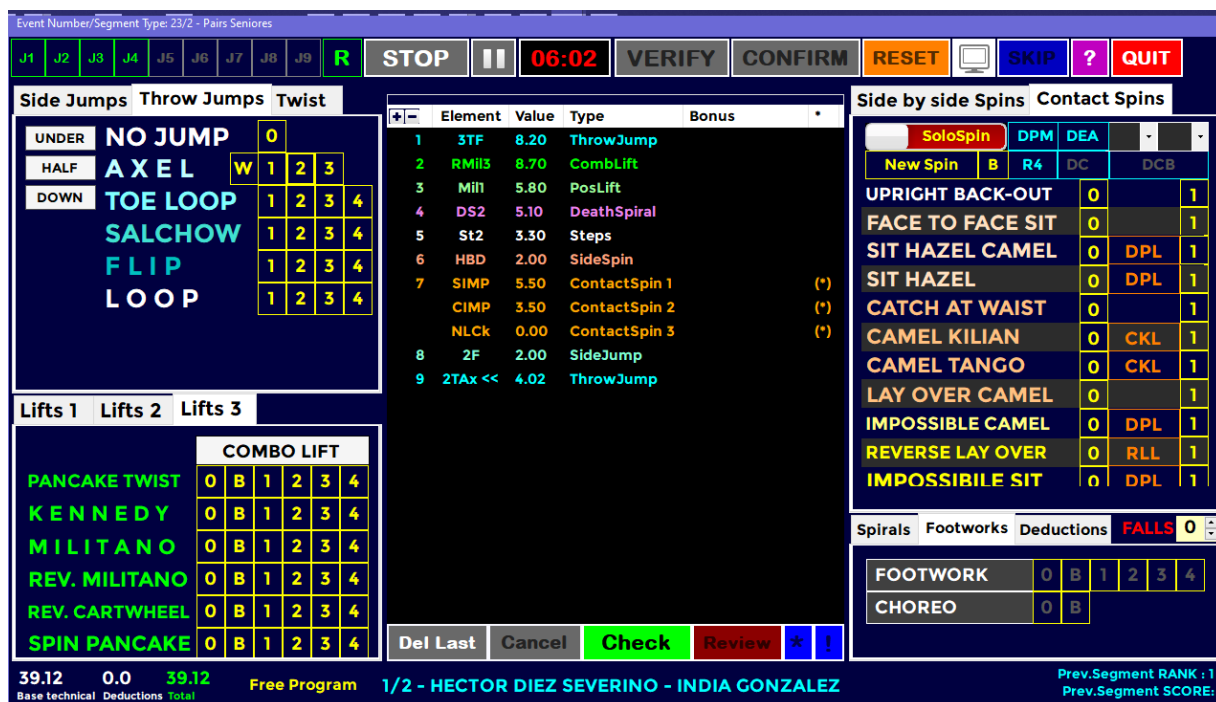 Event Number/Segment Type: 23/2 - Pairs Seniores
J1 J2 J3 J4 J5 J6 J7 J8 J9 R STOP 06:02 VERIFY CONFIRM RESET SKIP ? QUIT
Side Jumps Throw Jumps Twist
UNDER NO JUMP 0
HALF AXEL W 1 2 3
DOWN TOE LOOP 1 2 3 4
SALCHOW 1 2 3 4
FLIP 1 2 3 4
LOOP 1 2 3 4
Lifts 1 Lifts 2 Lifts 3
COMBO LIFT
PANCAKE TWIST 0 B 1 2 3 4
KENNEDY 0 B 1 2 3 4
MILITANO 0 B 1 2 3 4
REV. MILITANO 0 B 1 2 3 4
REV. CARTWHEEL 0 B 1 2 3 4
SPIN PANCAKE 0 B 1 2 3 4
+ - Element Value Type Bonus *
1 3TF 8.20 ThrowJump
2 RMil3 8.70 CombLift
3 Mil1 5.80 PosLift
4 DS2 5.10 DeathSpiral
5 St2 3.30 Steps
6 HBD 2.00 SideSpin
7 SIMP 5.50 ContactSpin 1 (*)
CIMP 3.50 ContactSpin 2 (*)
NLCk 0.00 ContactSpin 3 (*)
8 2F 2.00 SideJump
9 2TAx << 4.02 ThrowJump
Del Last Cancel Check Review * !
Side by side Spins Contact Spins
SoloSpin DPM DEA - -
New Spin B R4 DC DCB
UPRIGHT BACK-OUT 0 1
FACE TO FACE SIT 0 1
SIT HAZEL CAMEL 0 DPL 1
SIT HAZEL 0 DPL 1
CATCH AT WAIST 0 1
CAMEL KILIAN 0 CKL 1
CAMEL TANGO 0 CKL 1
LAY OVER CAMEL 0 1
IMPOSSIBLE CAMEL 0 DPL 1
REVERSE LAY OVER 0 RLL 1
IMPOSSIBILE SIT 0 DPL 1
Spirals Footworks Deductions FALLS 0
FOOTWORK 0 B 1 2 3 4
CHOREO 0 B
39.12 0.0 39.12
Base technical Deductions Total
Free Program
1/2 - HECTOR DIEZ SEVERINO - INDIA GONZALEZ
Prev.Segment RANK : 1
Prev.Segment SCORE: